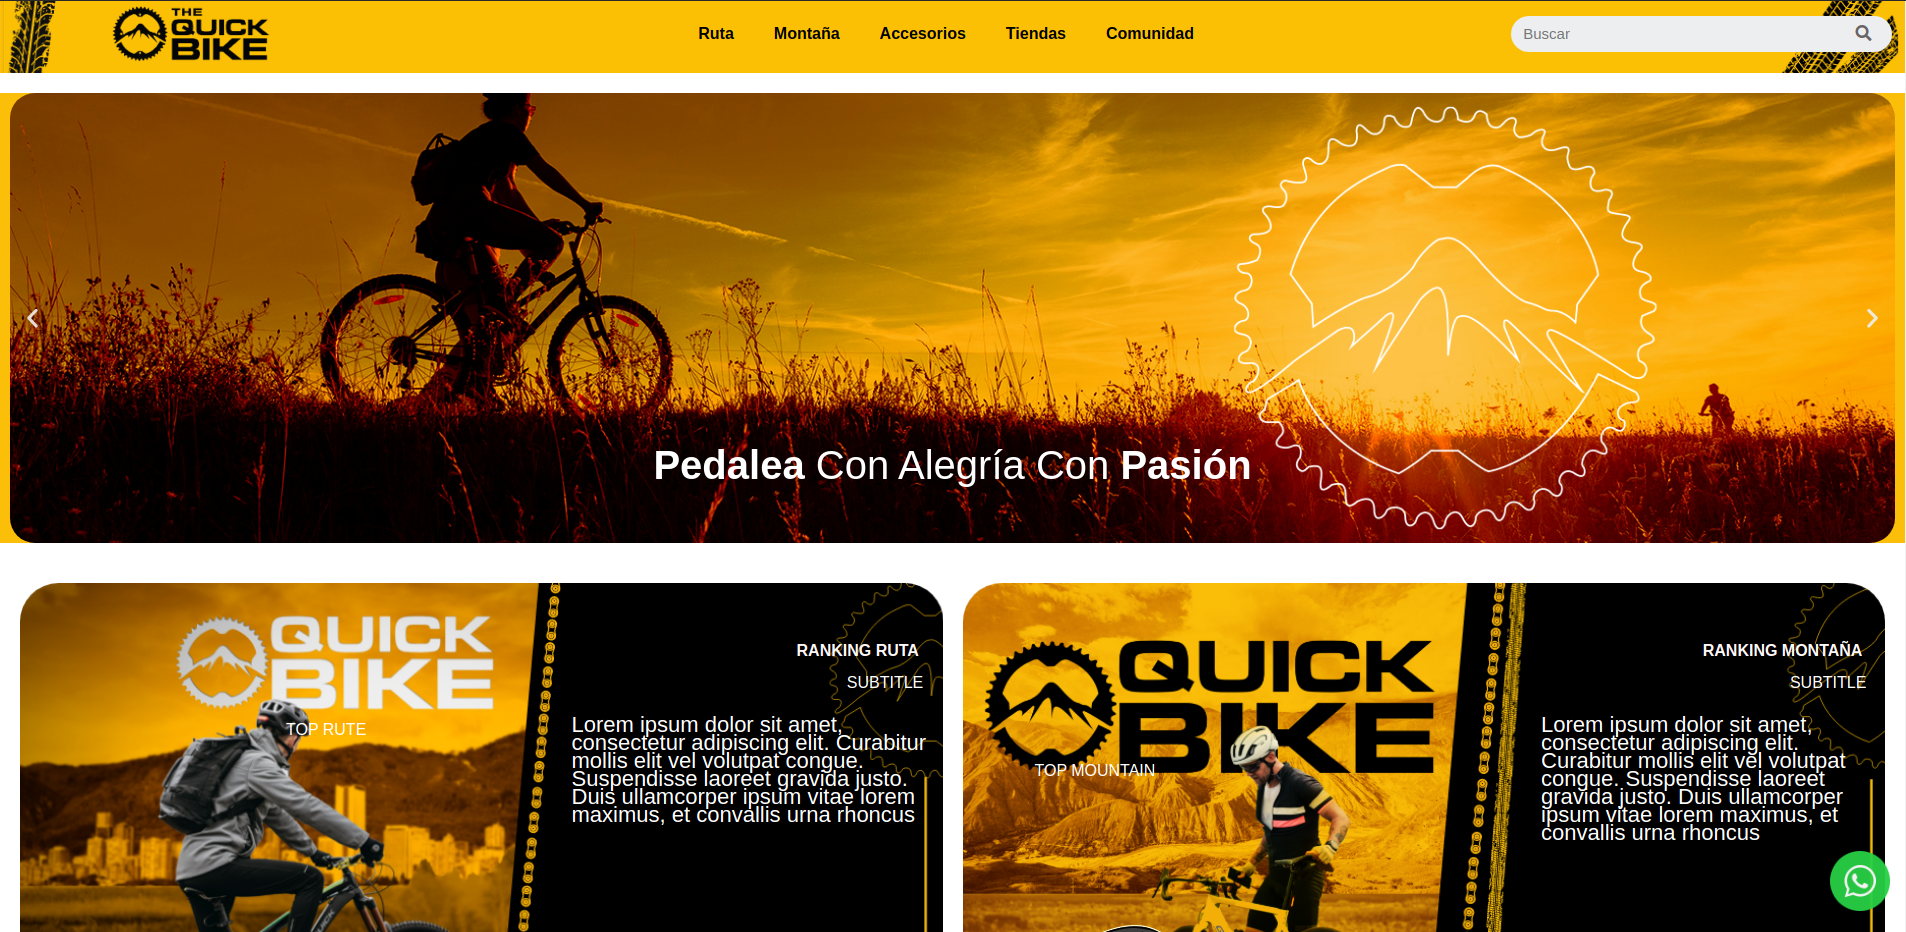 THE
QUICK
BIKE
Ruta Montaña Accesorios Tiendas Comunidad
Buscar
Pedalea Con Alegría Con Pasión
QUICK
BIKE
TOP RUTE
RANKING RUTA
SUBTITLE
Lorem ipsum dolor sit amet,
consectetur adipiscing elit. Curabitur
mollis elit vel volutpat congue.
Suspendisse laoreet gravida justo.
Duis ullamcorper ipsum vitae lorem
maximus, et convallis urna rhoncus
QUICK
BIKE
TOP MOUNTAIN
RANKING MONTAÑA
SUBTITLE
Lorem ipsum dolor sit amet,
consectetur adipiscing elit.
Curabitur mollis elit vel volutpat
congue. Suspendisse laoreet
gravida justo. Duis ullamcorper
ipsum vitae lorem maximus, et
convallis urna rhoncus